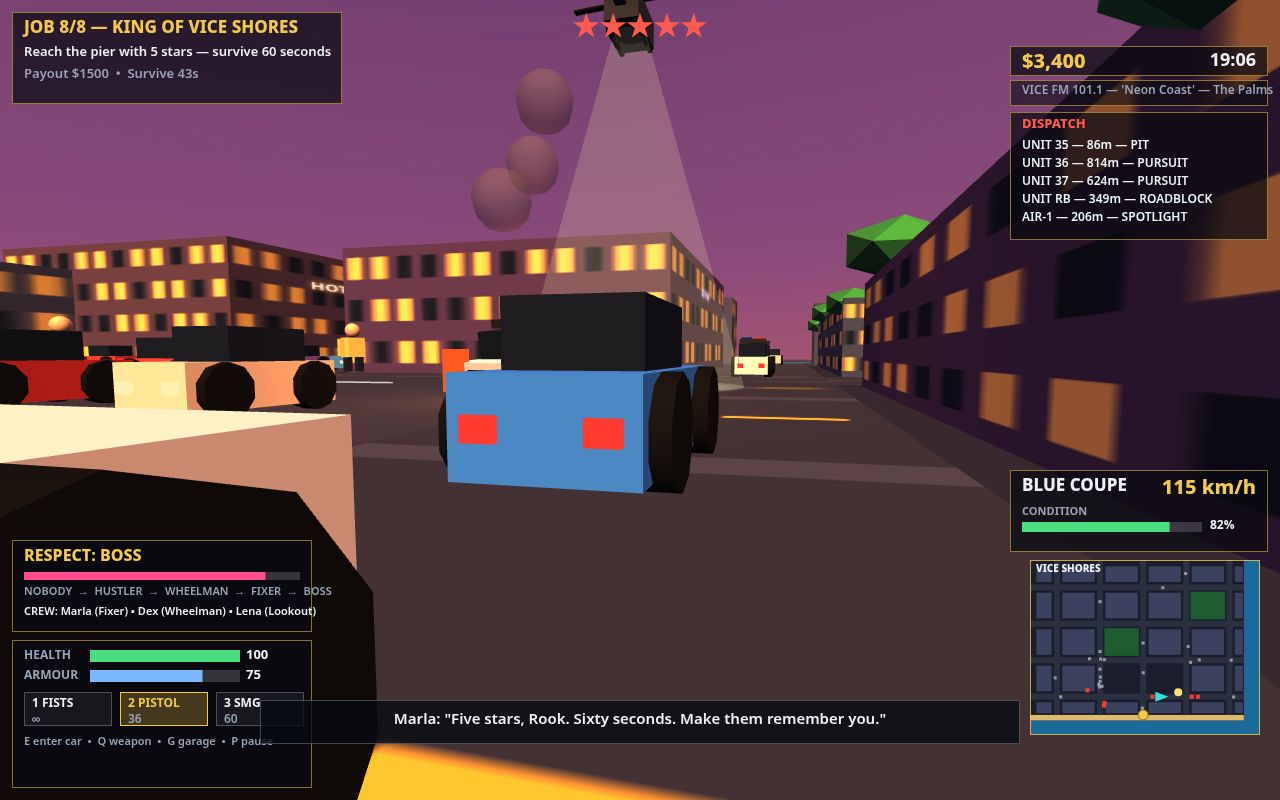 JOB 8/8 — KING OF VICE SHORES
Reach the pier with 5 stars — survive 60 seconds
Payout $1500 • Survive 43s
$3,400 19:06
VICE FM 101.1 — 'Neon Coast' — The Palms
DISPATCH
UNIT 35 — 86m — PIT
UNIT 36 — 814m — PURSUIT
UNIT 37 — 624m — PURSUIT
UNIT RB — 349m — ROADBLOCK
AIR-1 — 206m — SPOTLIGHT
HOT
BLUE COUPE 115 km/h
CONDITION
82%
RESPECT: BOSS
NOBODY → HUSTLER → WHEELMAN → FIXER → BOSS
CREW: Marla (Fixer) • Dex (Wheelman) • Lena (Lookout)
HEALTH 100
ARMOUR 75
1 FISTS 2 PISTOL 3 SMG
∞ 36 60
E enter car • Q weapon • G garage • P pause
Marla: "Five stars, Rook. Sixty seconds. Make them remember you."
VICE SHORES